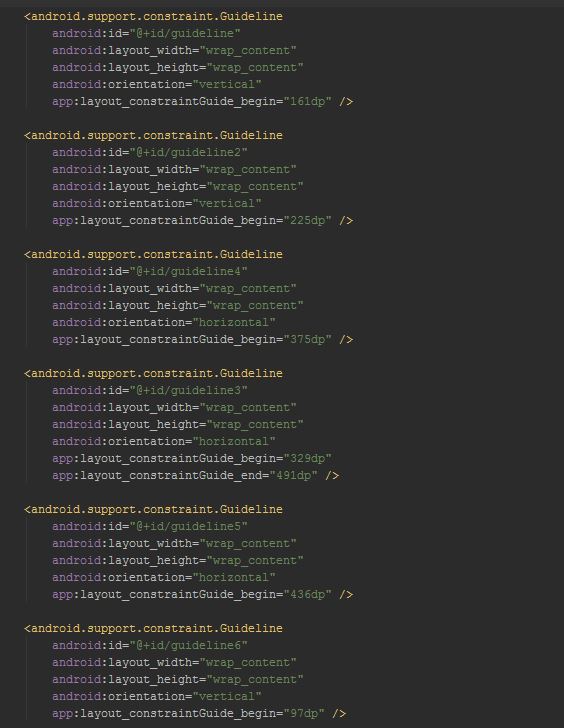 <android.support.constraint.Guideline
android:id="@+id/guideline"
android:layout_width="wrap_content"
android:layout_height="wrap_content"
android:orientation="vertical"
app:layout_constraintGuide_begin="161dp" />
<android.support.constraint.Guideline
android:id="@+id/guideline2"
android:layout_width="wrap_content"
android:layout_height="wrap_content"
android:orientation="vertical"
app:layout_constraintGuide_begin="225dp" />
<android.support.constraint.Guideline
android:id="@+id/guideline4"
android:layout_width="wrap_content"
android:layout_height="wrap_content"
android:orientation="horizontal"
app:layout_constraintGuide_begin="375dp" />
<android.support.constraint.Guideline
android:id="@+id/guideline3"
android:layout_width="wrap_content"
android:layout_height="wrap_content"
android:orientation="horizontal"
app:layout_constraintGuide_begin="329dp"
app:layout_constraintGuide_end="491dp" />
<android.support.constraint.Guideline
android:id="@+id/guideline5"
android:layout_width="wrap_content"
android:layout_height="wrap_content"
android:orientation="horizontal"
app:layout_constraintGuide_begin="436dp" />
<android.support.constraint.Guideline
android:id="@+id/guideline6"
android:layout_width="wrap_content"
android:layout_height="wrap_content"
android:orientation="vertical"
app:layout_constraintGuide_begin="97dp" />